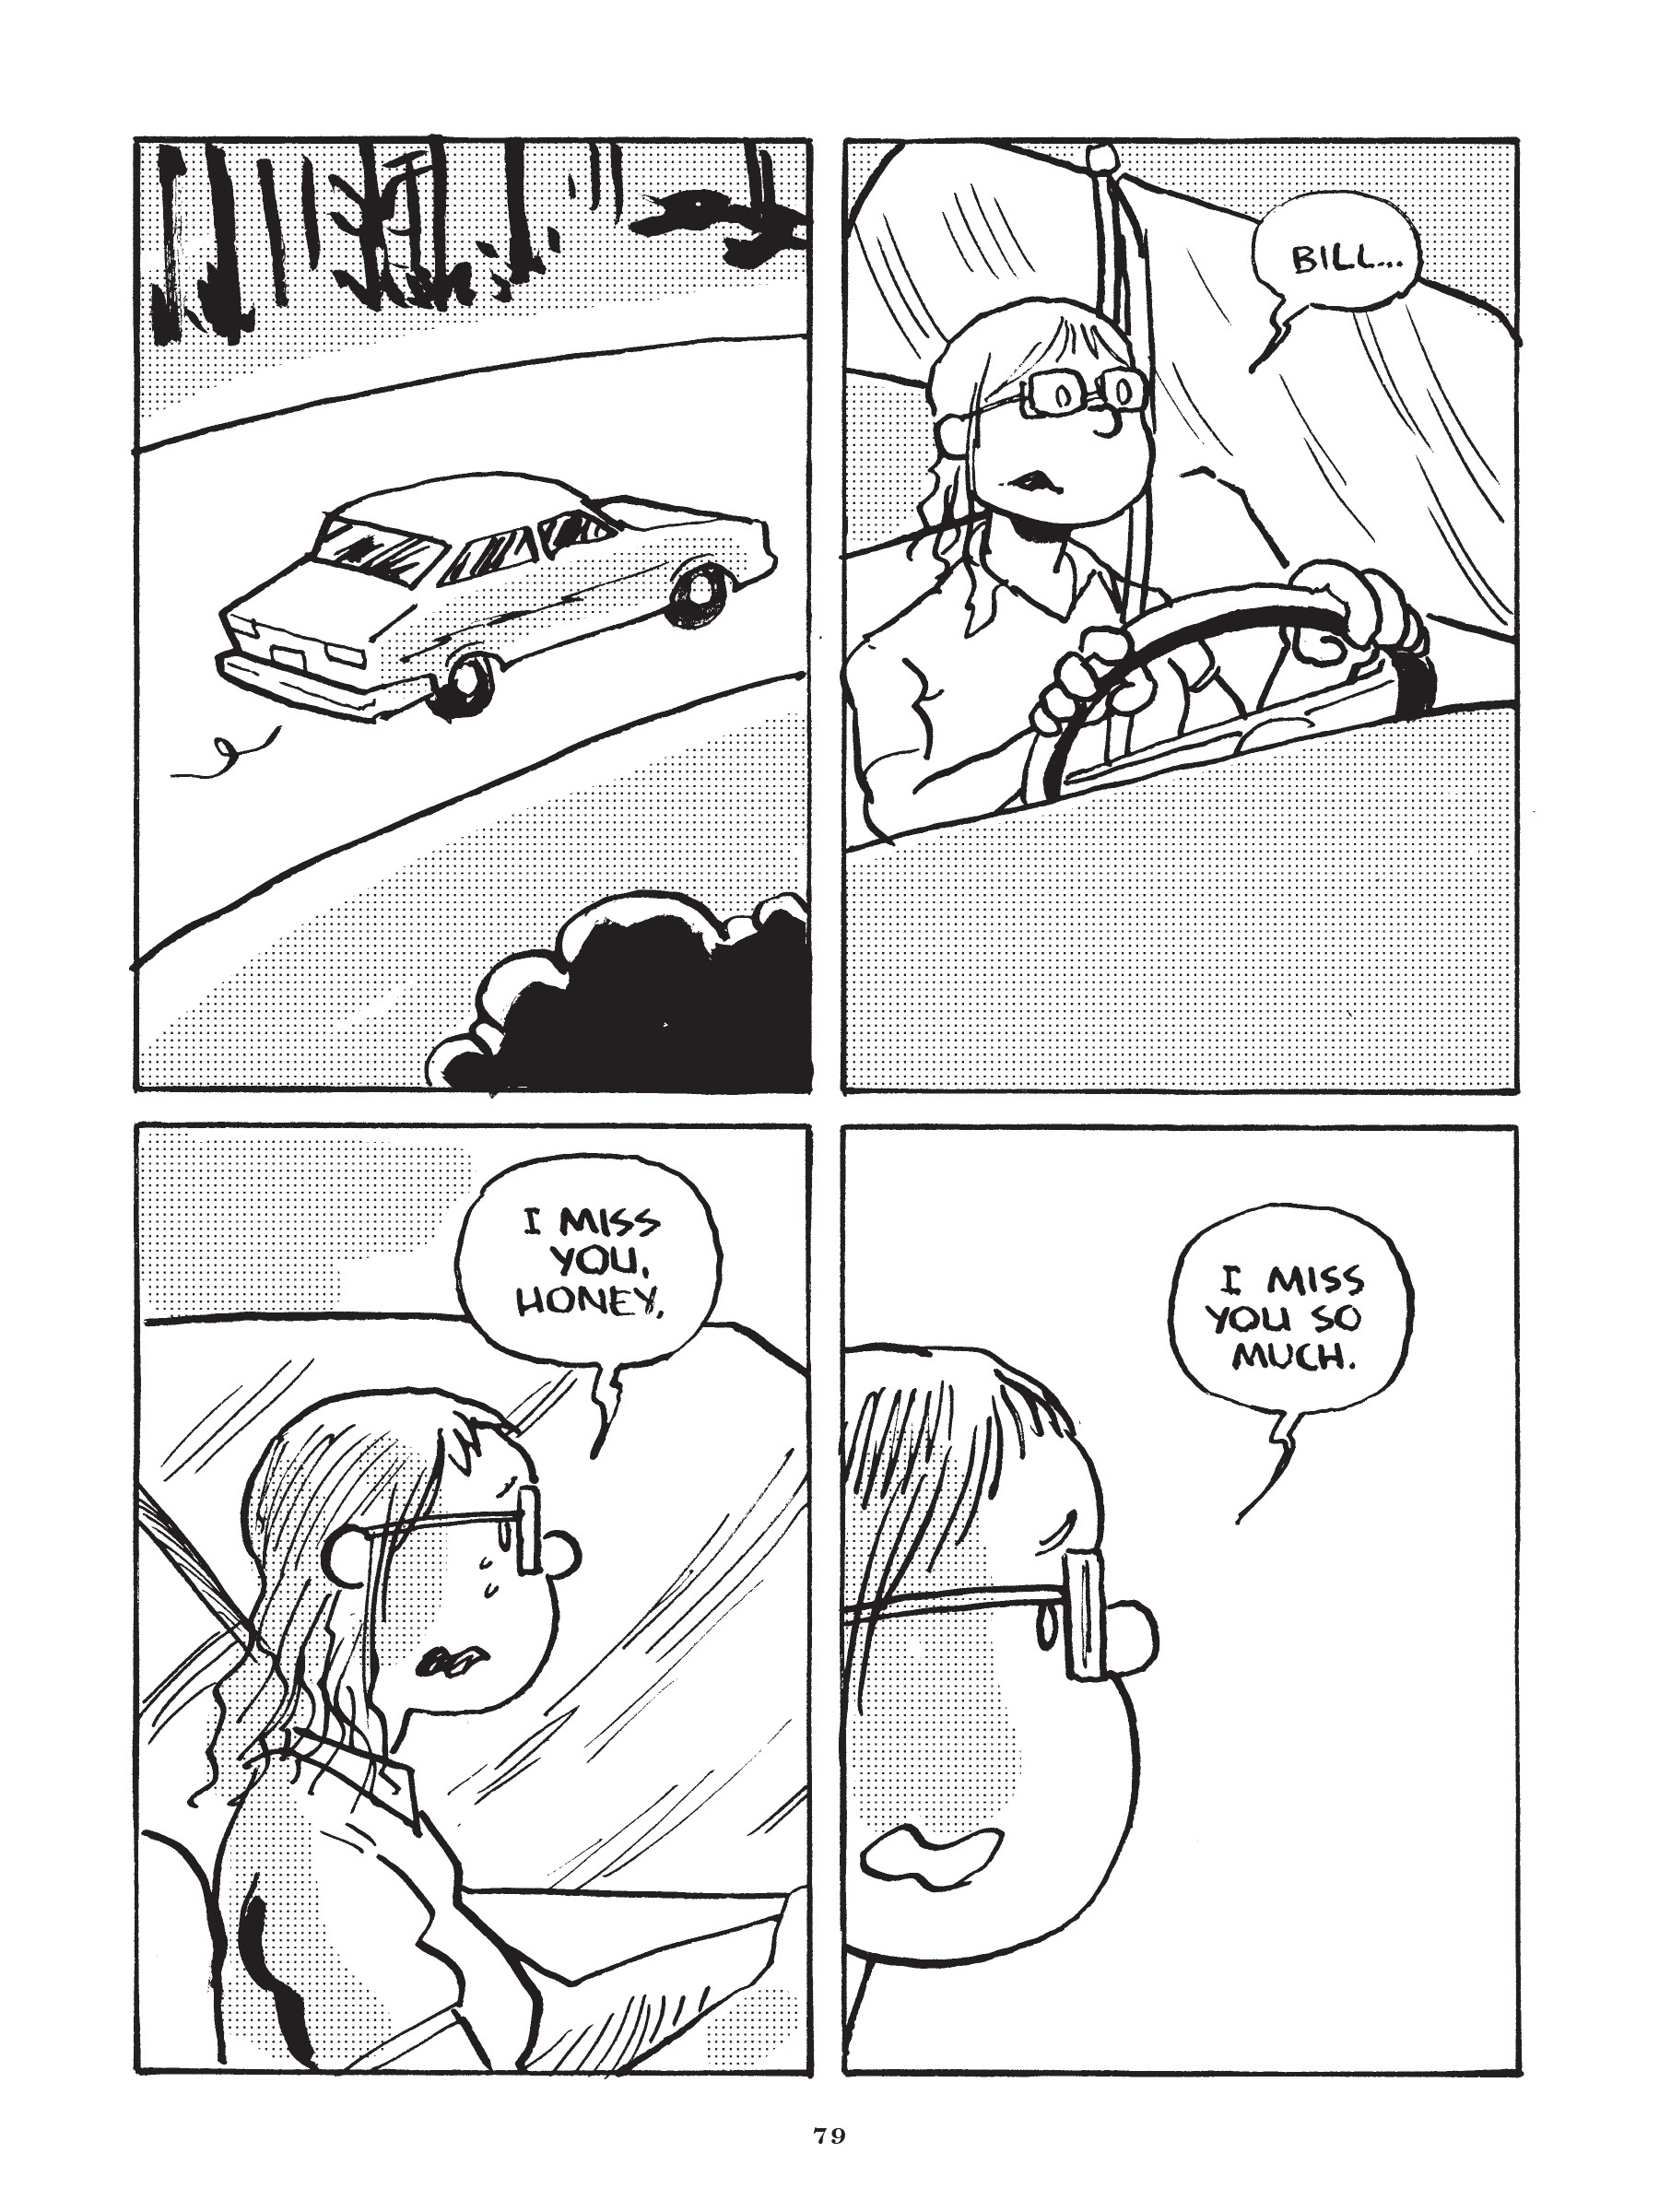 BILL...
I MISS
YOU,
HONEY.
I MISS
YOU SO
MUCH.
79